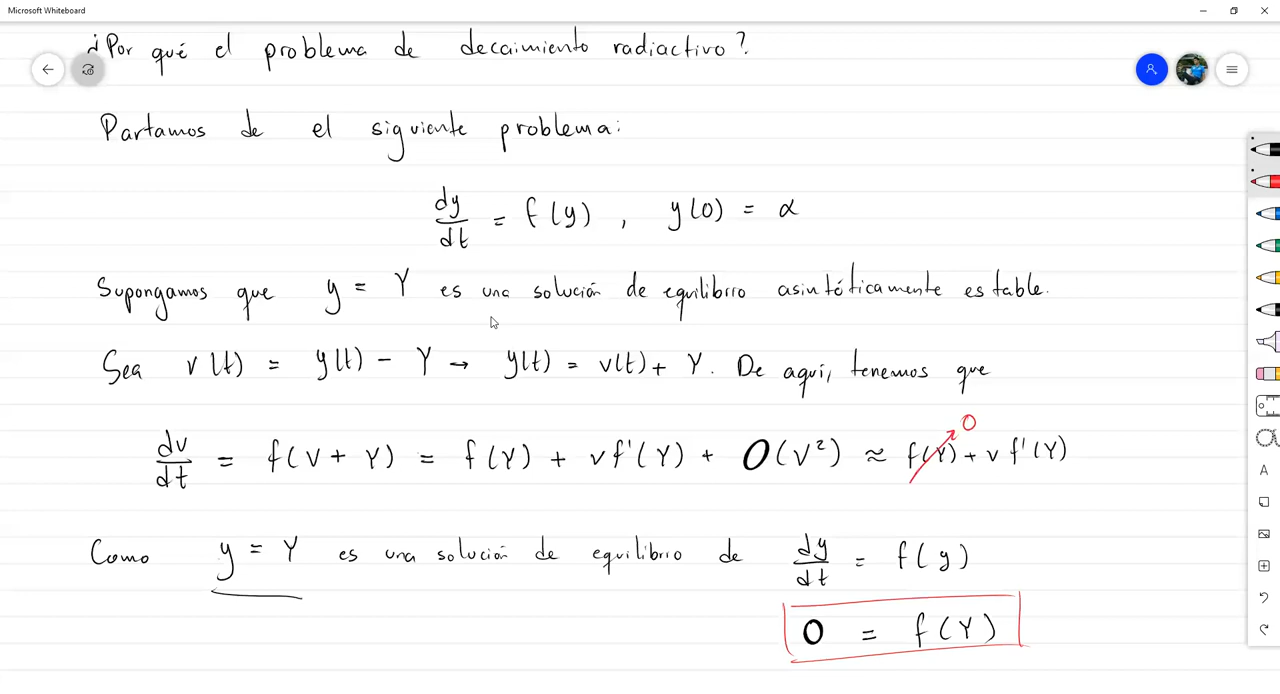 Microsoft Whiteboard
¿Por qué el problema de decaimiento radiactivo?
Partamos de el siguiente problema:
dy/dt = f(y) , y(0) = α
Supongamos que y = Y es una solución de equilibrio asintóticamente estable.
Sea v(t) = y(t) - Y → y(t) = v(t) + Y. De aquí, tenemos que
dv/dt = f(v + Y) = f(Y) + vf'(Y) + O(v²) ≈ f(Y) + v f'(Y)
0
Como y = Y es una solución de equilibrio de dy/dt = f(y)
0 = f(Y)
A